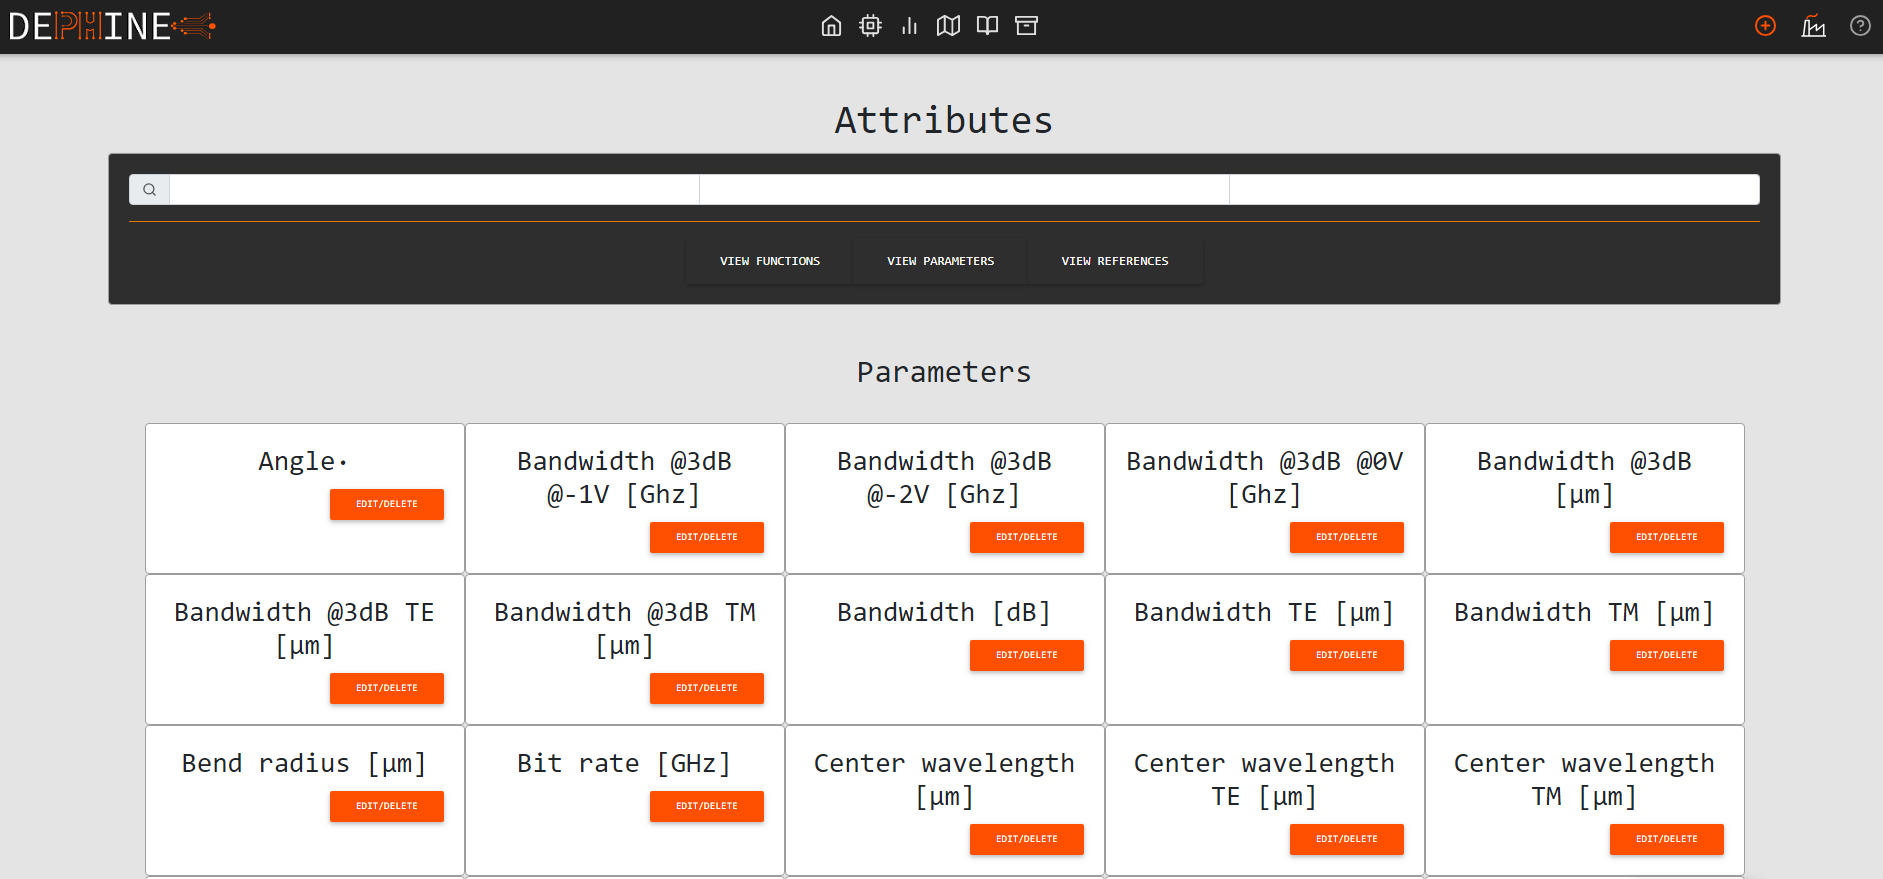 DEPHINE
Attributes
VIEW FUNCTIONS VIEW PARAMETERS VIEW REFERENCES
Parameters
Angle·
EDIT/DELETE
Bandwidth @3dB
@-1V [Ghz]
EDIT/DELETE
Bandwidth @3dB
@-2V [Ghz]
EDIT/DELETE
Bandwidth @3dB @0V
[Ghz]
EDIT/DELETE
Bandwidth @3dB
[µm]
EDIT/DELETE
Bandwidth @3dB TE
[µm]
EDIT/DELETE
Bandwidth @3dB TM
[µm]
EDIT/DELETE
Bandwidth [dB]
EDIT/DELETE
Bandwidth TE [µm]
EDIT/DELETE
Bandwidth TM [µm]
EDIT/DELETE
Bend radius [µm]
EDIT/DELETE
Bit rate [GHz]
EDIT/DELETE
Center wavelength
[µm]
EDIT/DELETE
Center wavelength
TE [µm]
EDIT/DELETE
Center wavelength
TM [µm]
EDIT/DELETE